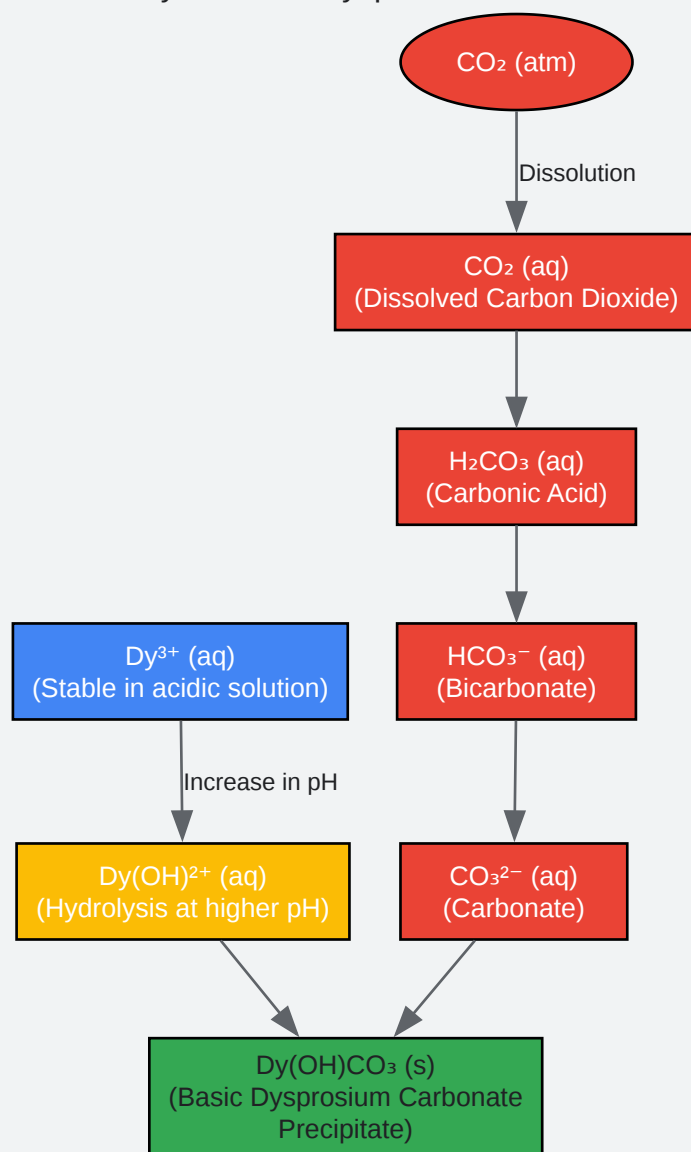 CO₂ (atm)
Dissolution
CO₂ (aq)
(Dissolved Carbon Dioxide)
H₂CO₃ (aq)
(Carbonic Acid)
Dy³⁺ (aq)
(Stable in acidic solution)
HCO₃⁻ (aq)
(Bicarbonate)
Increase in pH
Dy(OH)²⁺ (aq)
(Hydrolysis at higher pH)
CO₃²⁻ (aq)
(Carbonate)
Dy(OH)CO₃ (s)
(Basic Dysprosium Carbonate
Precipitate)